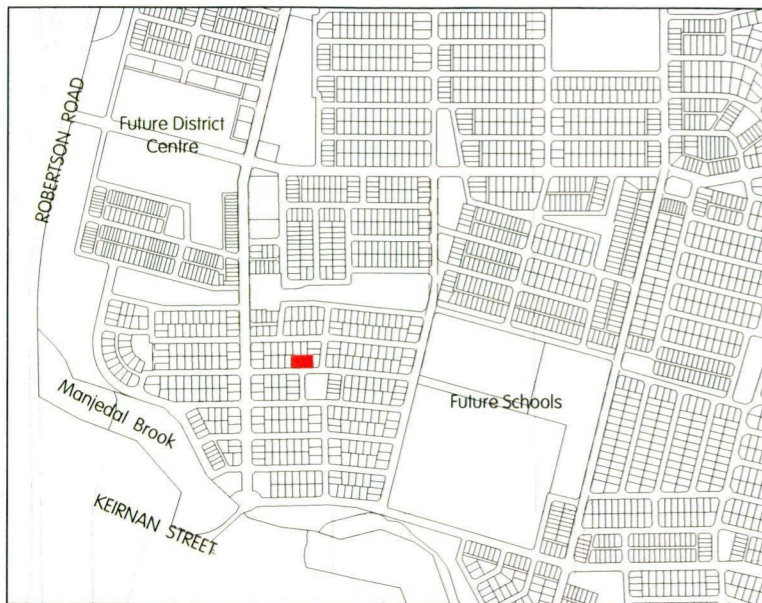 ROBERTSON ROAD
Future District
Centre
Manjedal Brook
Future Schools
KEIRNAN STREET